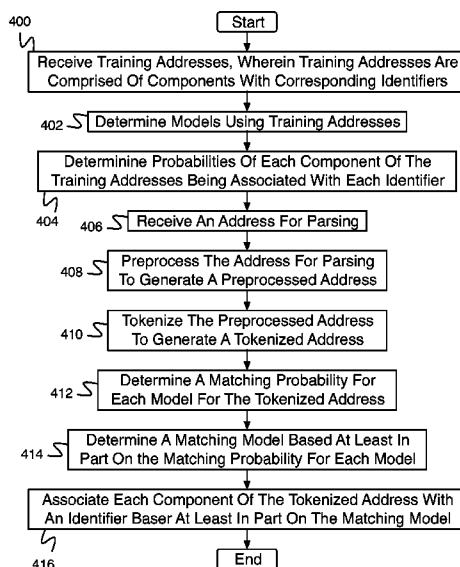 Start
400
Receive Training Addresses, Wherein Training Addresses Are
Comprised Of Components With Corresponding Identifiers
402
Determine Models Using Training Addresses
Determinine Probabilities Of Each Component Of The
Training Addresses Being Associated With Each Identifier
404
406
Receive An Address For Parsing
408
Preprocess The Address For Parsing
To Generate A Preprocessed Address
410
Tokenize The Preprocessed Address
To Generate A Tokenized Address
412
Determine A Matching Probability For
Each Model For The Tokenized Address
414
Determine A Matching Model Based At Least In
Part On the Matching Probability For Each Model
Associate Each Component Of The Tokenized Address With
An Identifier Baser At Least In Part On The Matching Model
416
End